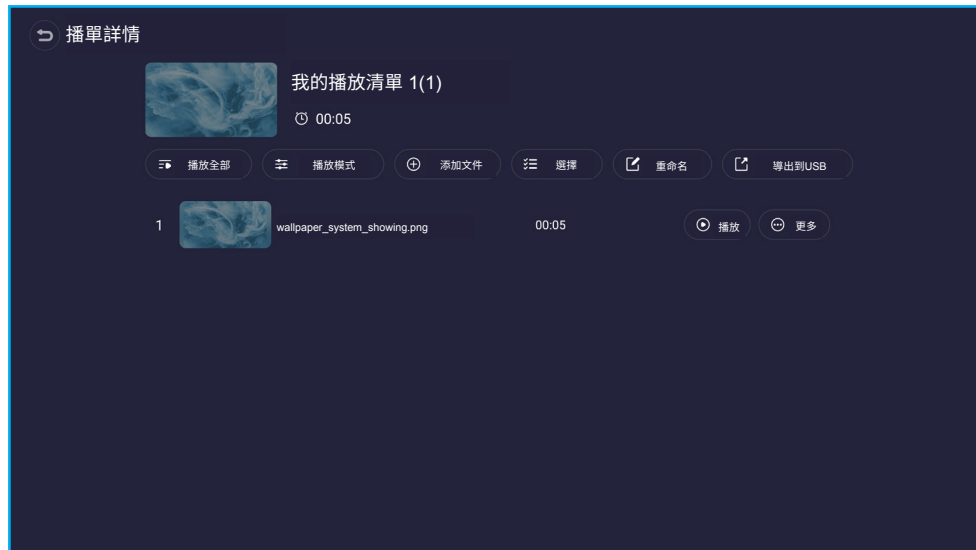 播單詳情
我的播放清單 1(1)
00:05
播放全部 播放模式 添加文件 選擇 重命名 導出到USB
1 wallpaper_system_showing.png 00:05 播放 更多